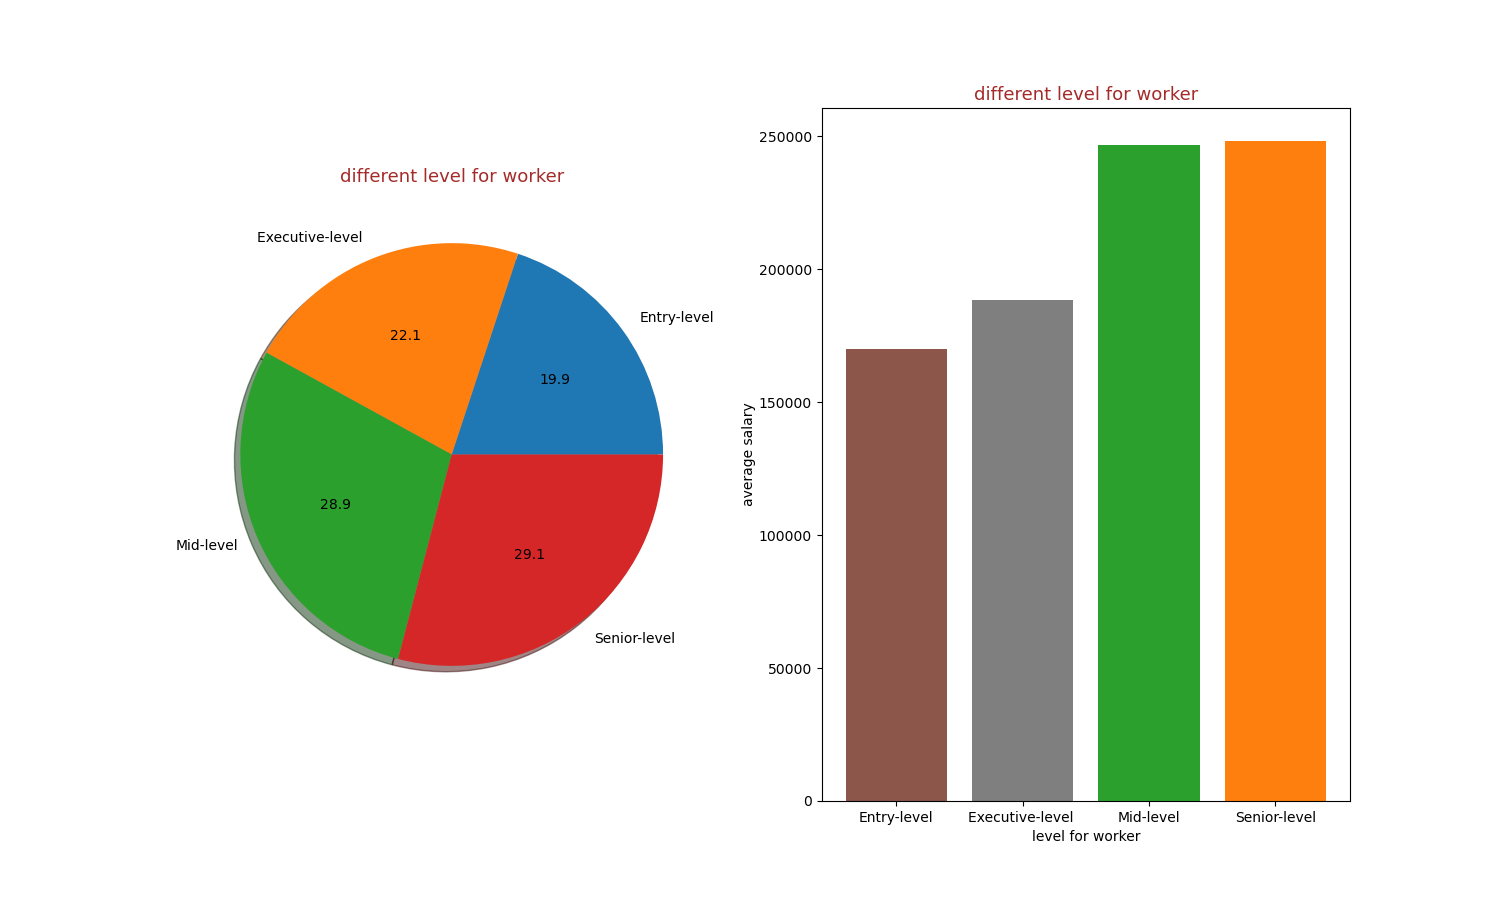 different level for worker
Executive-level
Entry-level
22.1
19.9
28.9
29.1
Mid-level
Senior-level
different level for worker
250000
200000
150000
100000
50000
0
average salary
Entry-level
Executive-level
Mid-level
Senior-level
level for worker